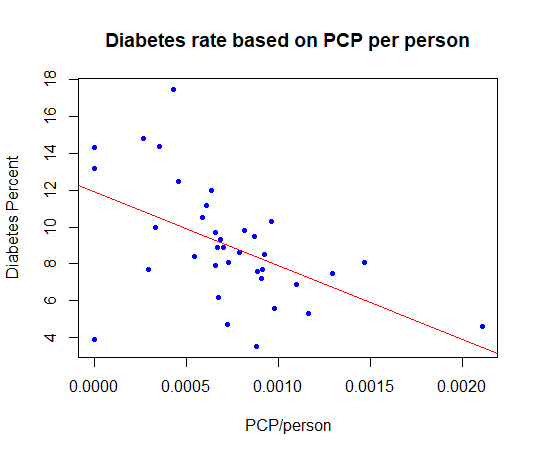 Diabetes rate based on PCP per person
18
16
14
12
10
8
6
4
Diabetes Percent
0.0000 0.0005 0.0010 0.0015 0.0020
PCP/person